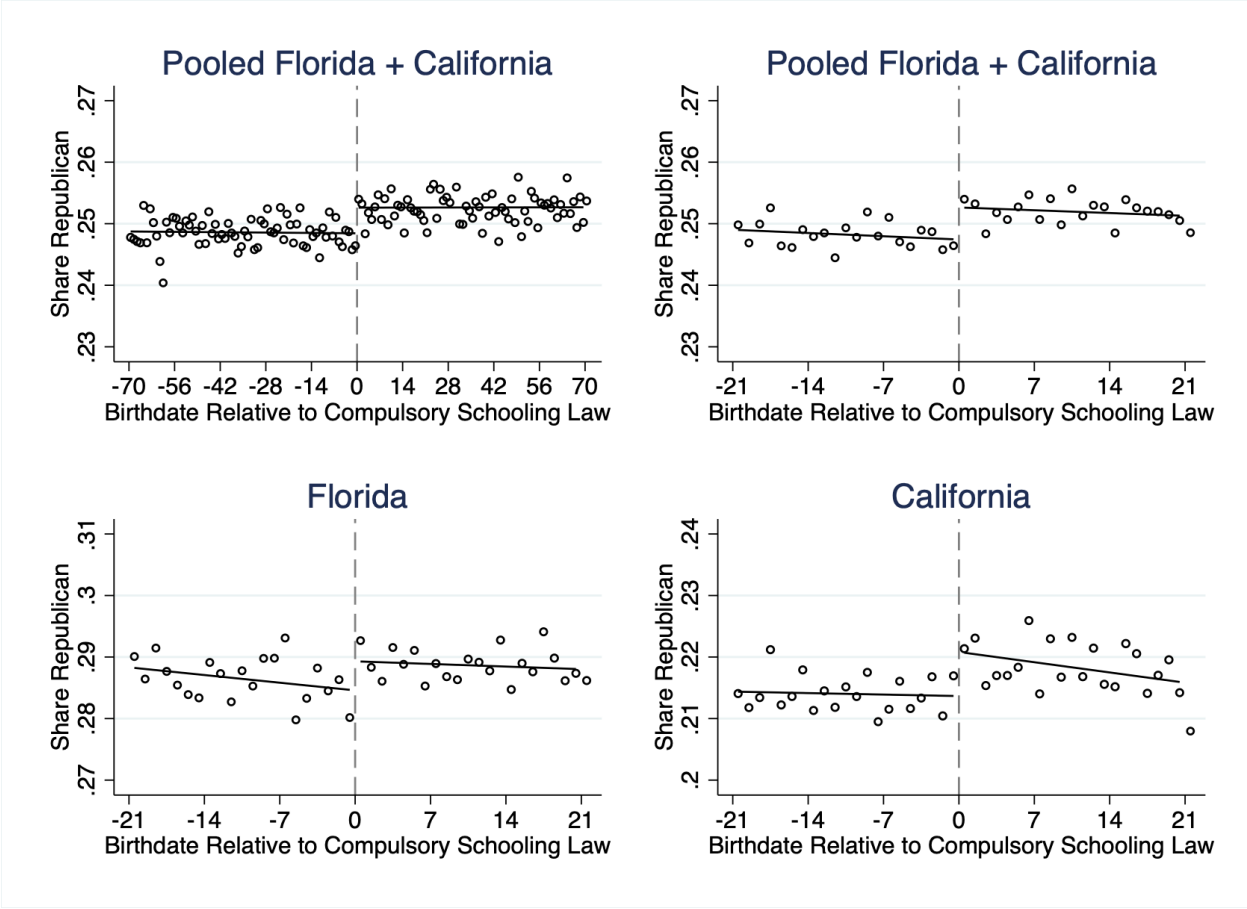 Pooled Florida + California
Share Republican
.27
.26
.25
.24
.23
-70 -56 -42 -28 -14 0 14 28 42 56 70
Birthdate Relative to Compulsory Schooling Law
Pooled Florida + California
Share Republican
.27
.26
.25
.24
.23
-21 -14 -7 0 7 14 21
Birthdate Relative to Compulsory Schooling Law
Florida
Share Republican
.31
.3
.29
.28
.27
-21 -14 -7 0 7 14 21
Birthdate Relative to Compulsory Schooling Law
California
Share Republican
.24
.23
.22
.21
.2
-21 -14 -7 0 7 14 21
Birthdate Relative to Compulsory Schooling Law